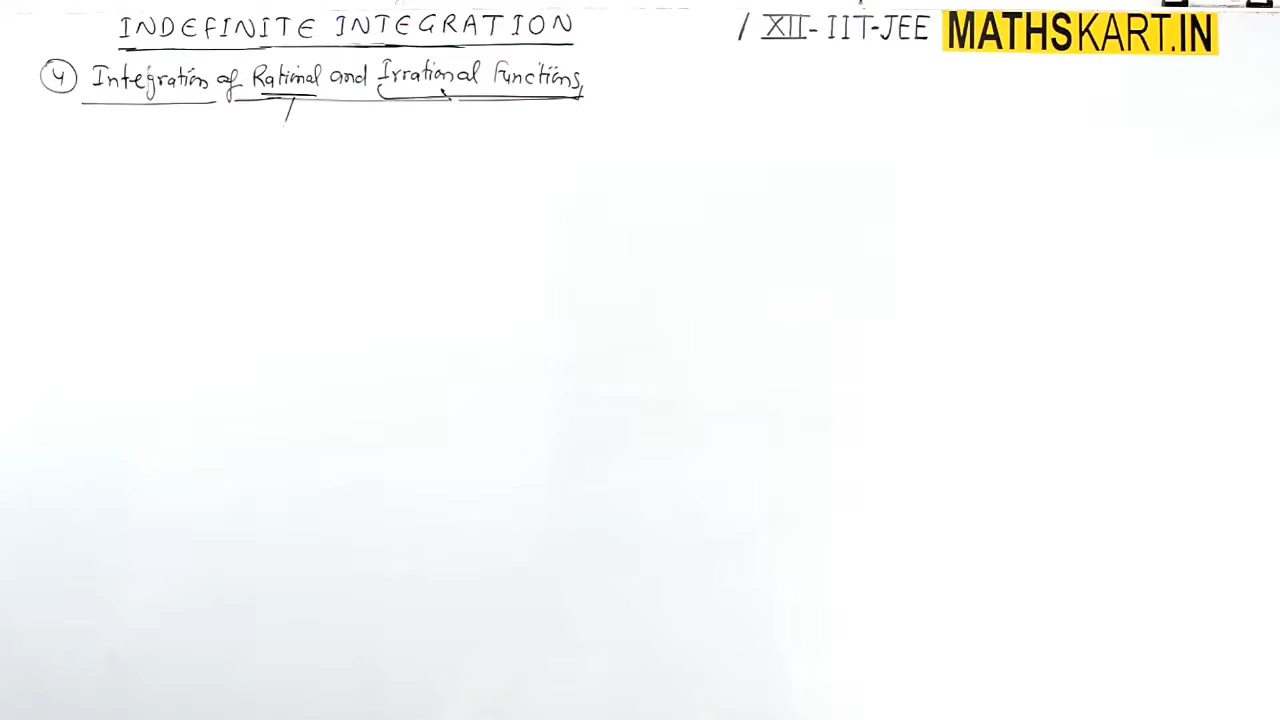 INDEFINITE INTEGRATION / XII-IIT-JEE MATHSKART.IN
4 Integration of Rational and Irrational Functions,